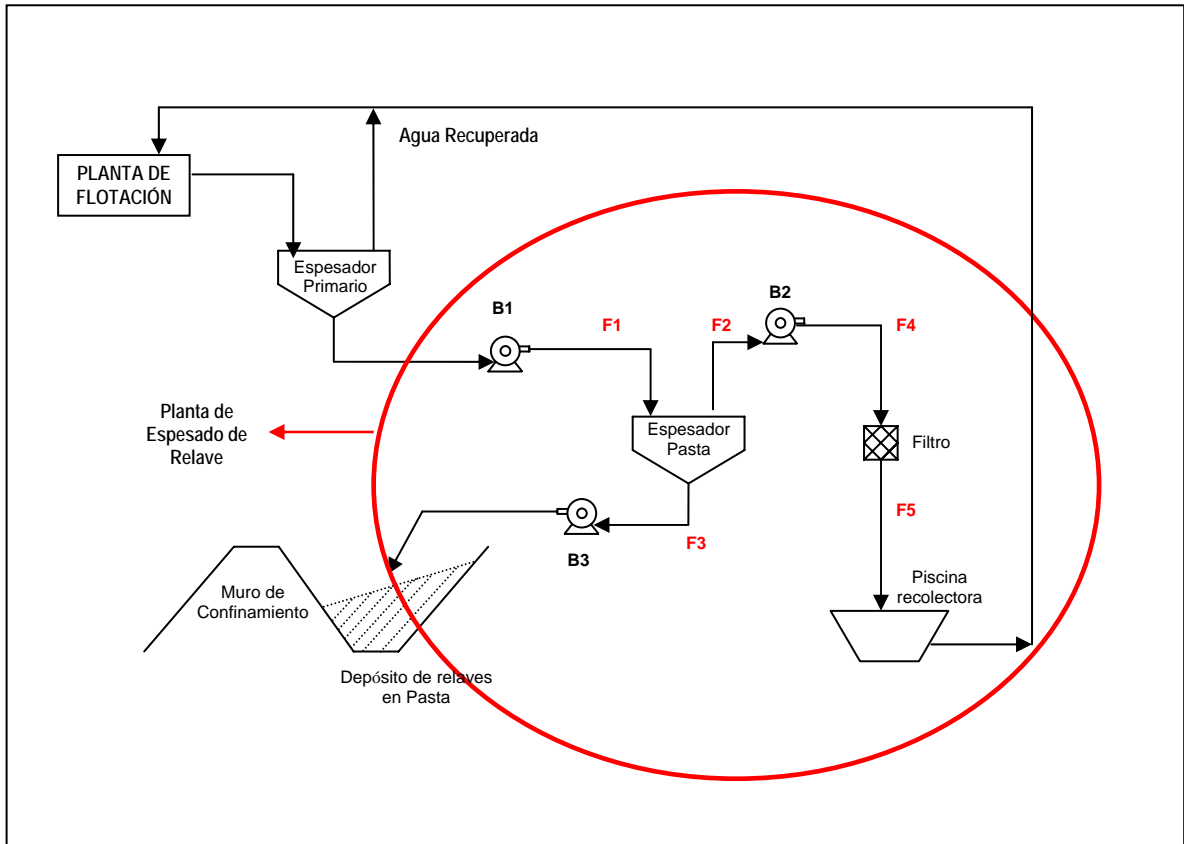 Agua Recuperada
PLANTA DE
FLOTACIÓN
Espesador
Primario
B1
F1
F2
B2
F4
Planta de
Espesado de
Relave
Espesador
Pasta
Filtro
F5
B3
F3
Muro de
Confinamiento
Piscina
recolectora
Depósito de relaves
en Pasta